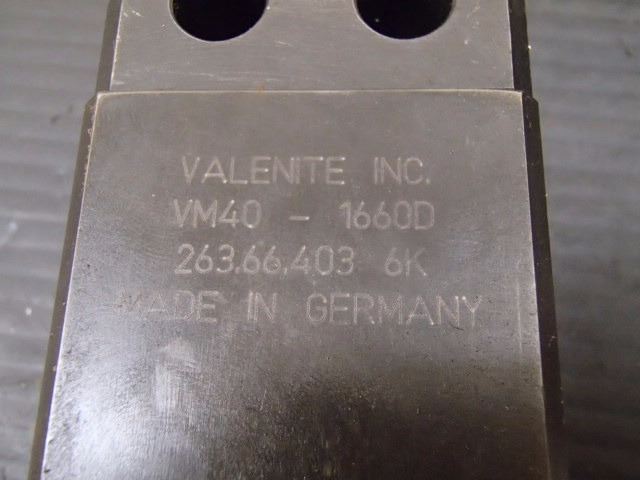 VALENITE INC.
VM40 - 1660D
263.66.403 6K
MADE IN GERMANY